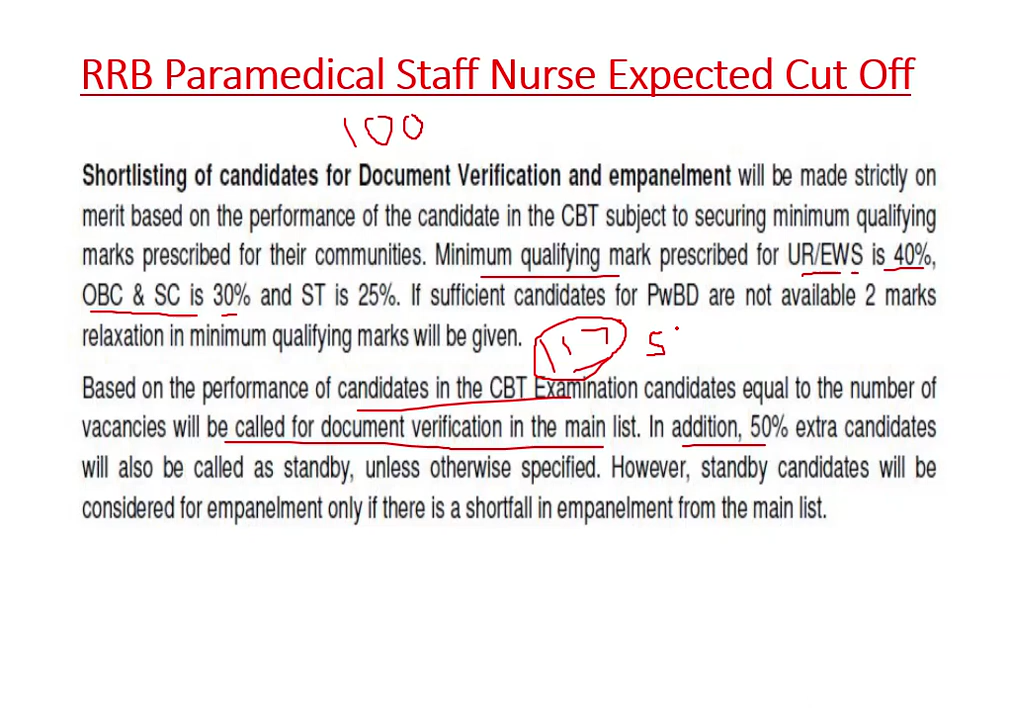 RRB Paramedical Staff Nurse Expected Cut Off
100
Shortlisting of candidates for Document Verification and empanelment will be made strictly on
merit based on the performance of the candidate in the CBT subject to securing minimum qualifying
marks prescribed for their communities. Minimum qualifying mark prescribed for UR/EWS is 40%,
OBC & SC is 30% and ST is 25%. If sufficient candidates for PwBD are not available 2 marks
relaxation in minimum qualifying marks will be given.
117 5
Based on the performance of candidates in the CBT Examination candidates equal to the number of
vacancies will be called for document verification in the main list. In addition, 50% extra candidates
will also be called as standby, unless otherwise specified. However, standby candidates will be
considered for empanelment only if there is a shortfall in empanelment from the main list.